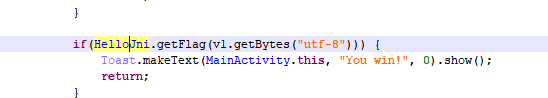 }
if(HelloJni.getFlag(v1.getBytes("utf-8"))) {
Toast.makeText(MainActivity.this, "You win!", 0).show();
return;
}